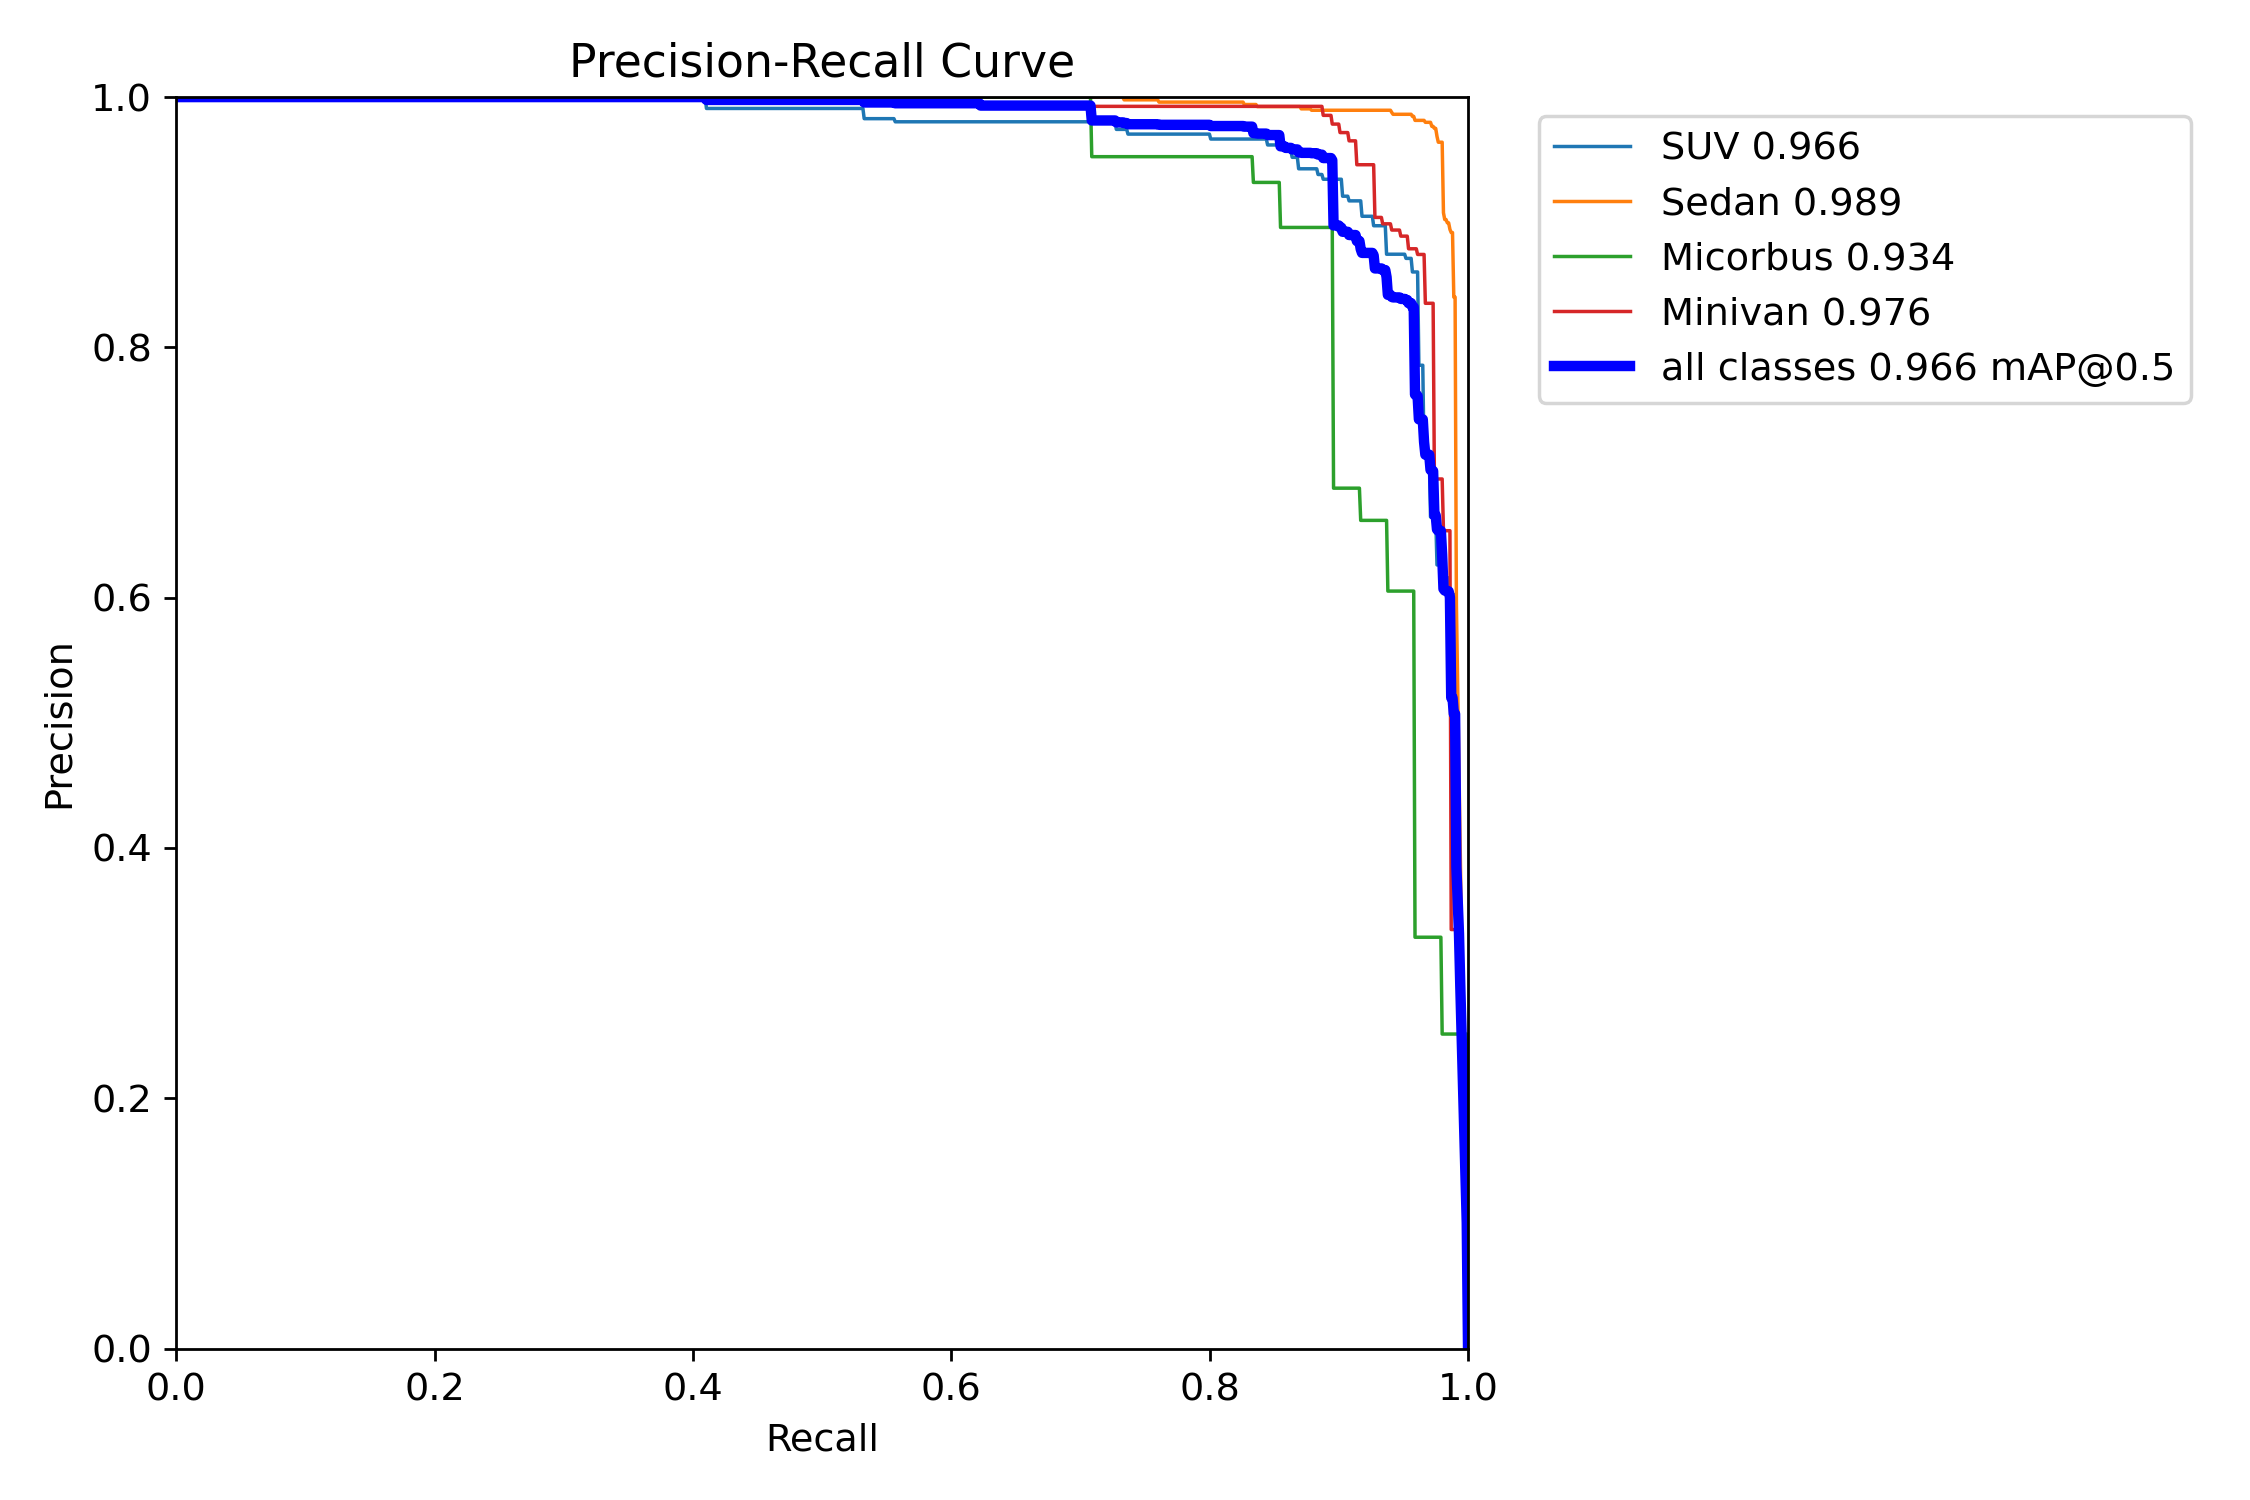 Precision-Recall Curve
1.0
0.8
0.6
0.4
0.2
0.0
Precision
0.0 0.2 0.4 0.6 0.8 1.0
Recall
SUV 0.966
Sedan 0.989
Micorbus 0.934
Minivan 0.976
all classes 0.966 mAP@0.5